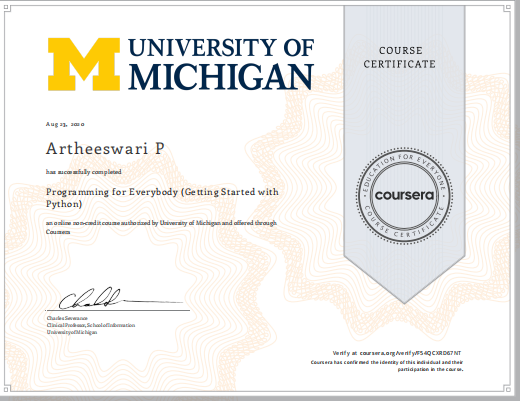 UNIVERSITY OF
MICHIGAN
COURSE
CERTIFICATE
Aug 23, 2020
Artheeswari P
has successfully completed
Programming for Everybody (Getting Started with
Python)
an online non-credit course authorized by University of Michigan and offered through
Coursera
EDUCATION FOR EVERYONE
coursera
COURSE CERTIFICATE
Charles Severance
Clinical Professor, School of Information
University of Michigan
Verify at coursera.org/verify/F54QCXRD67NT
Coursera has confirmed the identity of this individual and their
participation in the course.